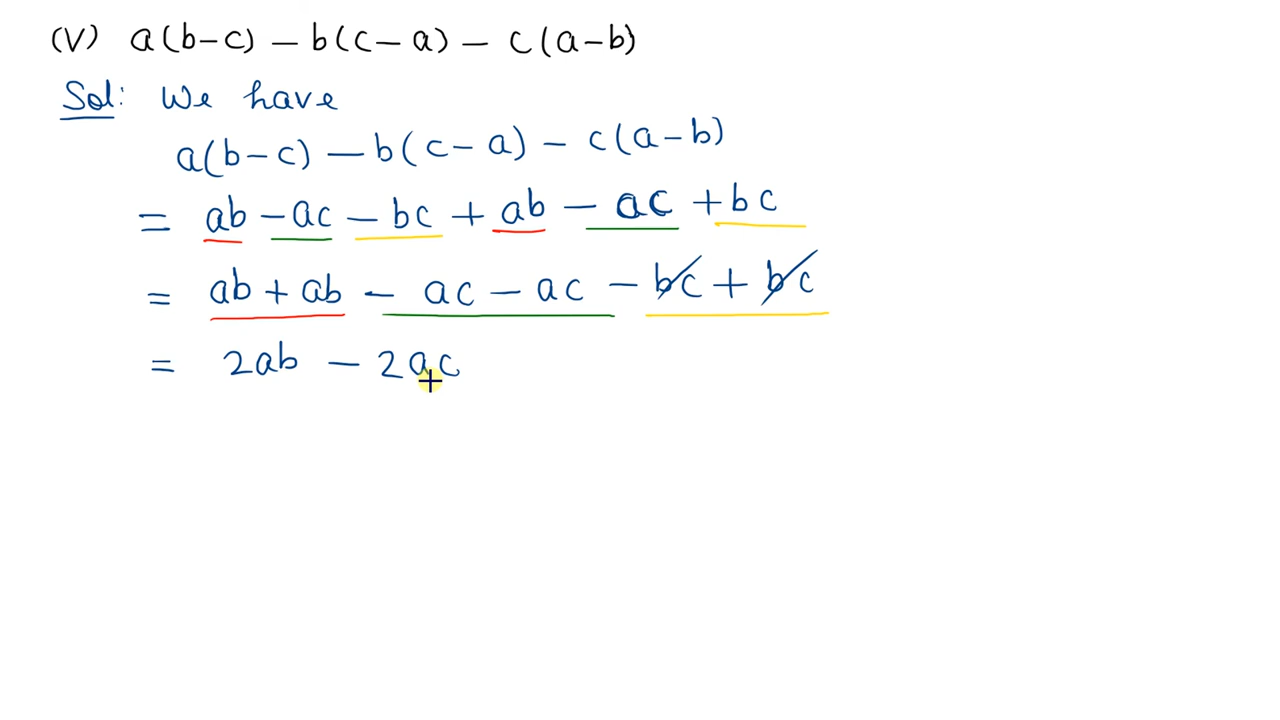 (V) a(b-c) - b(c-a) - c(a-b)
Sol: We have
a(b-c) - b(c-a) - c(a-b)
= ab - ac - bc + ab - ac + bc
= ab + ab - ac - ac - bc + bc
= 2ab - 2ac